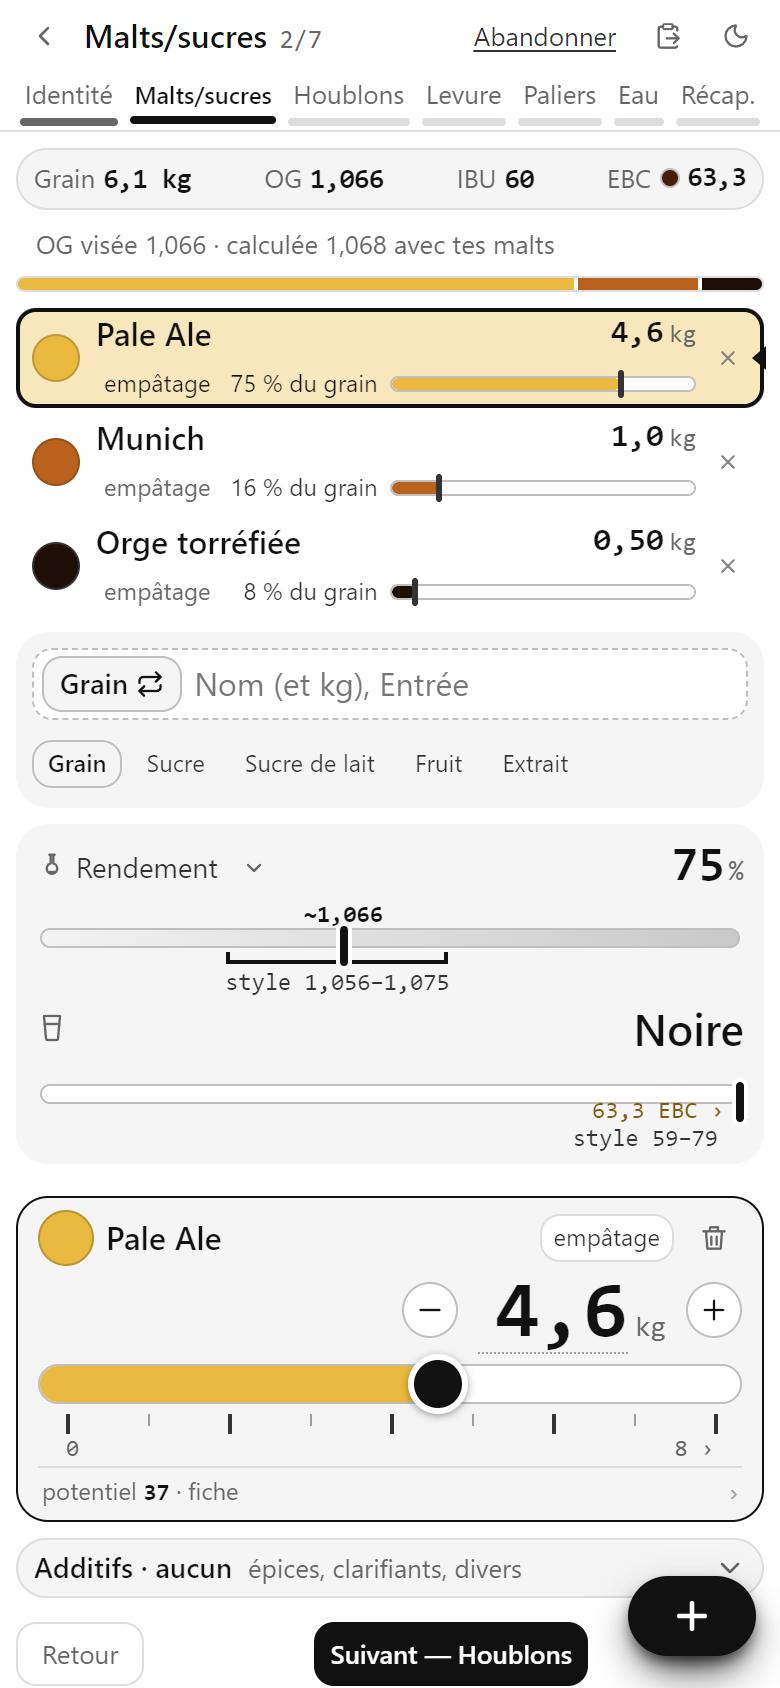 Malts/sucres 2/7 Abandonner
Identité Malts/sucres Houblons Levure Paliers Eau Récap.
Grain 6,1 kg OG 1,066 IBU 60 EBC 63,3
OG visée 1,066 · calculée 1,068 avec tes malts
Pale Ale 4,6 kg ×
empâtage 75 % du grain
Munich 1,0 kg ×
empâtage 16 % du grain
Orge torréfiée 0,50 kg ×
empâtage 8 % du grain
Grain Nom (et kg), Entrée
Grain Sucre Sucre de lait Fruit Extrait
Rendement 75 %
~1,066
style 1,056–1,075
Noire
63,3 EBC ›
style 59–79
Pale Ale empâtage
− 4,6 kg +
0 8 ›
potentiel 37 · fiche ›
Additifs · aucun épices, clarifiants, divers
Retour Suivant — Houblons +